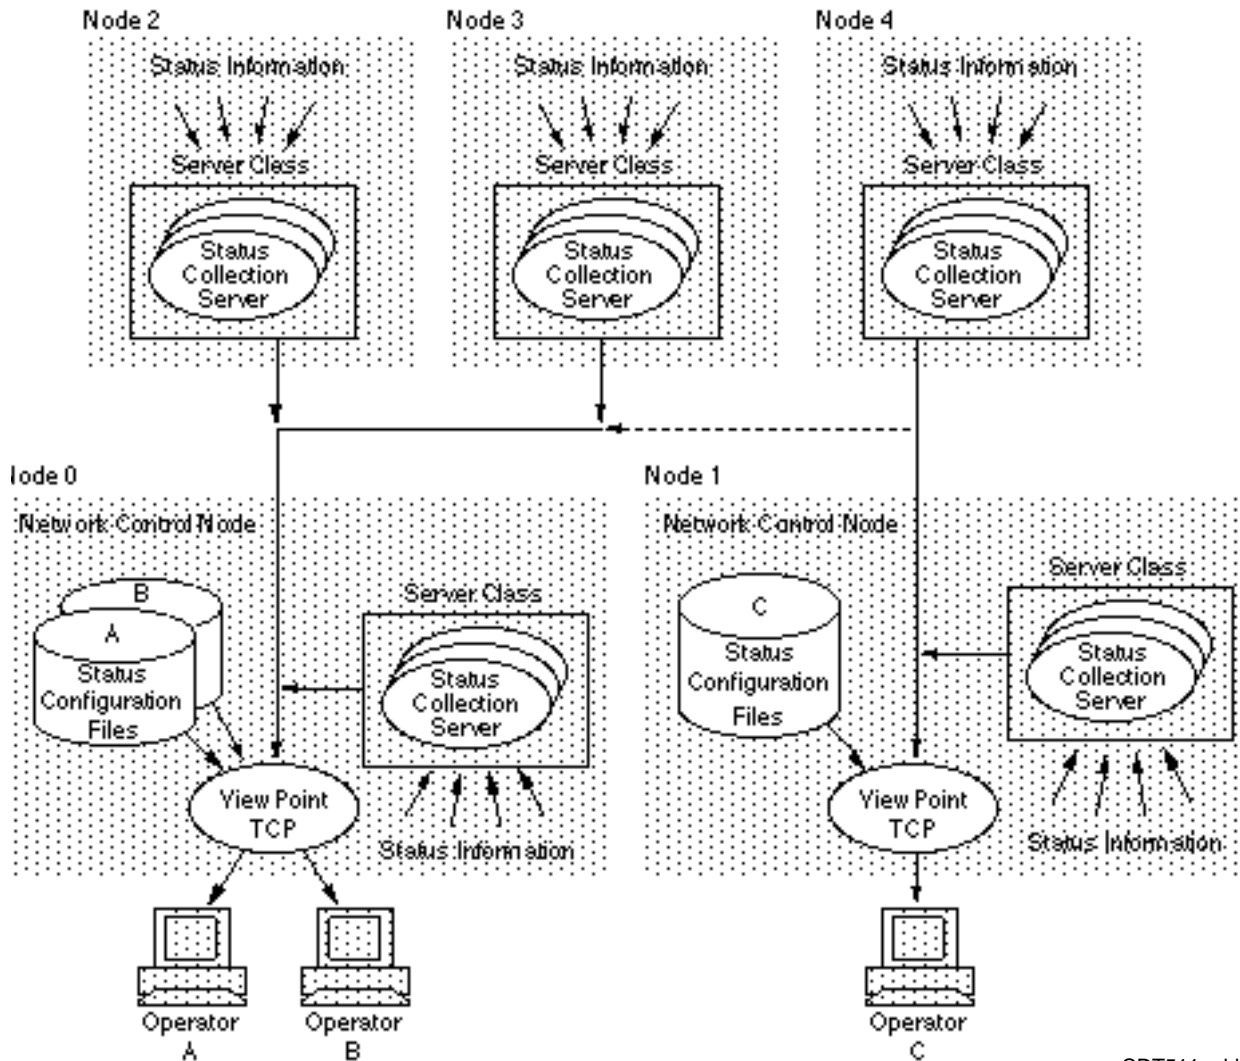 Node 2
Node 3
Node 4
Status Information
Status Information
Status Information
Server Class
Server Class
Server Class
Status
Collection
Server
Status
Collection
Server
Status
Collection
Server
Node 1
Network Control Node
Network Control Node
B
A
Status
Configuration
Files
Server Class
Status
Collection
Server
C
Status
Configuration
Files
Server Class
Status
Collection
Server
View Point
TCP
Status Information
View Point
TCP
Status Information
Operator
A
Operator
B
Operator
C